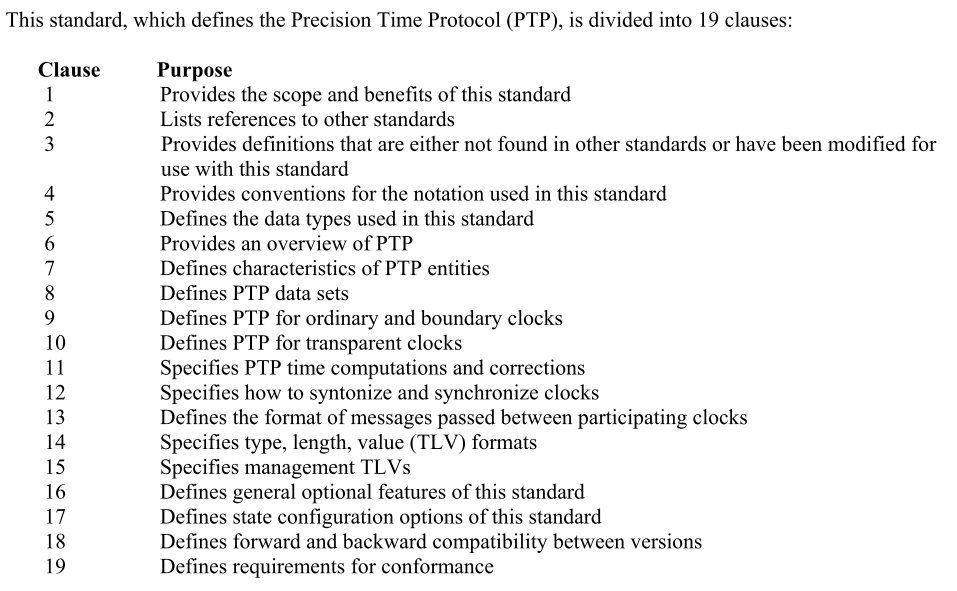 This standard, which defines the Precision Time Protocol (PTP), is divided into 19 clauses:
Clause Purpose
1 Provides the scope and benefits of this standard
2 Lists references to other standards
3 Provides definitions that are either not found in other standards or have been modified for
use with this standard
4 Provides conventions for the notation used in this standard
5 Defines the data types used in this standard
6 Provides an overview of PTP
7 Defines characteristics of PTP entities
8 Defines PTP data sets
9 Defines PTP for ordinary and boundary clocks
10 Defines PTP for transparent clocks
11 Specifies PTP time computations and corrections
12 Specifies how to syntonize and synchronize clocks
13 Defines the format of messages passed between participating clocks
14 Specifies type, length, value (TLV) formats
15 Specifies management TLVs
16 Defines general optional features of this standard
17 Defines state configuration options of this standard
18 Defines forward and backward compatibility between versions
19 Defines requirements for conformance